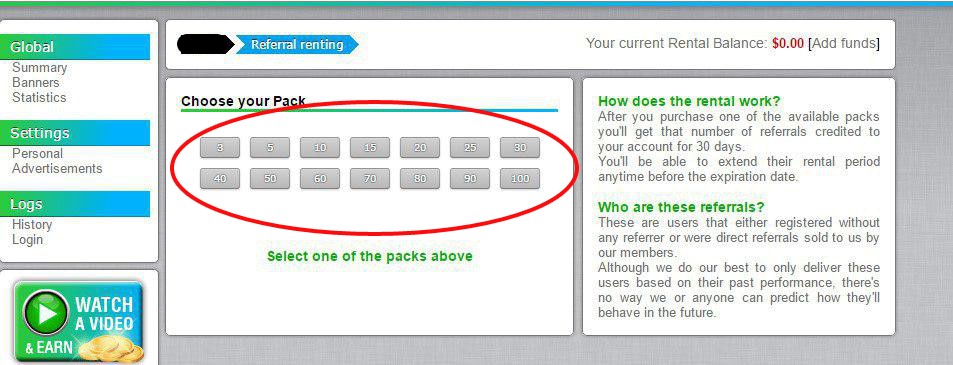 Global
Summary
Banners
Statistics
Settings
Personal
Advertisements
Logs
History
Login
WATCH
A VIDEO
& EARN
Referral renting
Your current Rental Balance: $0.00 [Add funds]
Choose your Pack
3 5 10 15 20 25 30
40 50 60 70 80 90 100
Select one of the packs above
How does the rental work?
After you purchase one of the available packs
you'll get that number of referrals credited to
your account for 30 days.
You'll be able to extend their rental period
anytime before the expiration date.
Who are these referrals?
These are users that either registered without
any referrer or were direct referrals sold to us by
our members.
Although we do our best to only deliver these
users based on their past performance, there's
no way we or anyone can predict how they'll
behave in the future.